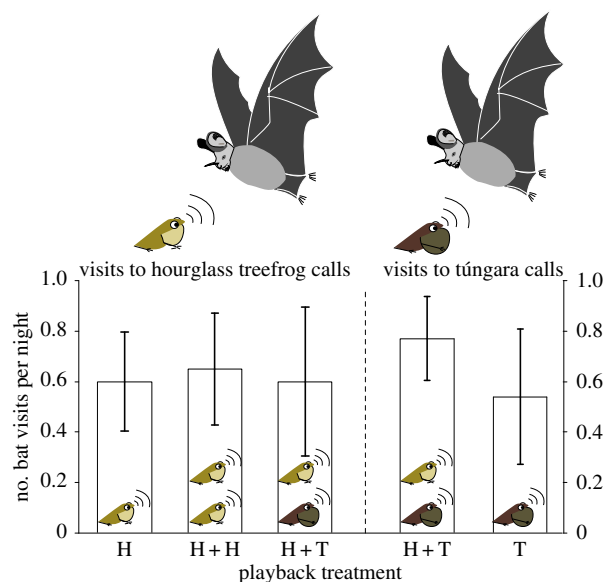 visits to hourglass treefrog calls
visits to túngara calls
no. bat visits per night
1.0
0.8
0.6
0.4
0.2
0
1.0
0.8
0.6
0.4
0.2
0
H
H + H
H + T
H + T
T
playback treatment